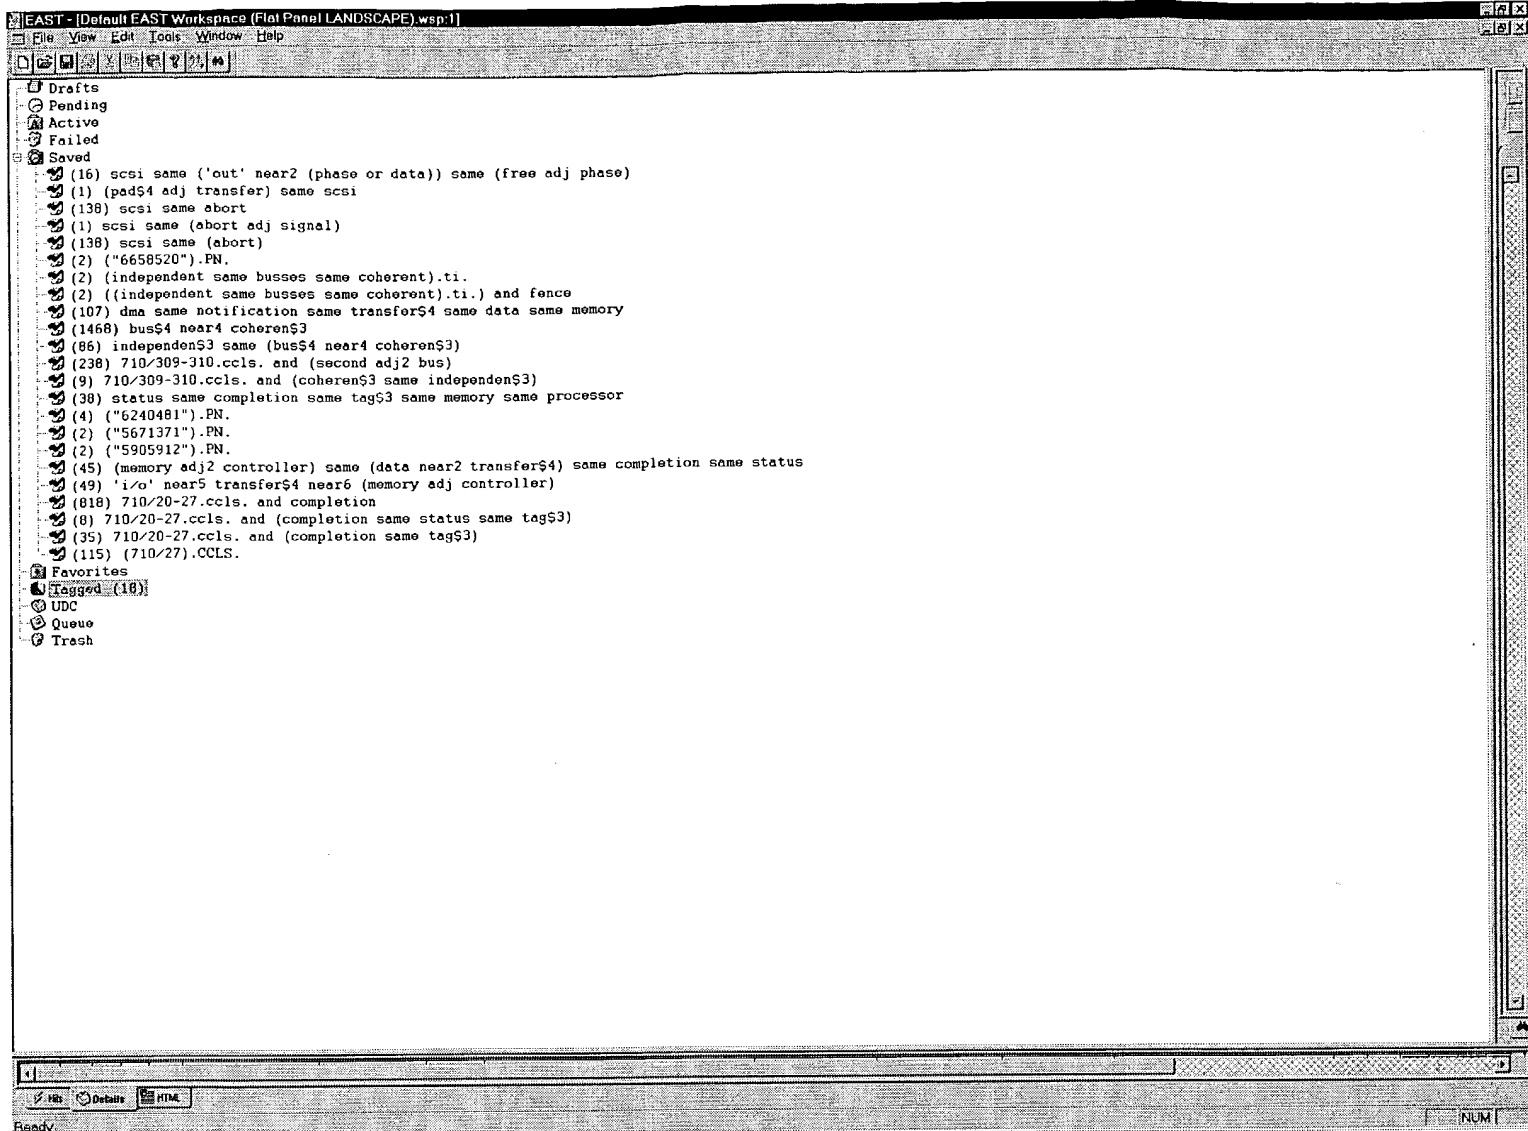 EAST - [Default EAST Workspace (Flat Panel LANDSCAPE).wsp:1]
File View Edit Tools Window Help
Drafts
Pending
Active
Failed
Saved
(16) scsi same ('out' near2 (phase or data)) same (free adj phase)
(1) (pad$4 adj transfer) same scsi
(138) scsi same abort
(1) scsi same (abort adj signal)
(138) scsi same (abort)
(2) ("6658520").PN.
(2) (independent same busses same coherent).ti.
(2) ((independent same busses same coherent).ti.) and fence
(107) dma same notification same transfer$4 same data same memory
(1468) bus$4 near4 coheren$3
(86) independen$3 same (bus$4 near4 coheren$3)
(238) 710/309-310.ccls. and (second adj2 bus)
(9) 710/309-310.ccls. and (coheren$3 same independen$3)
(38) status same completion same tag$3 same memory same processor
(4) ("6240481").PN.
(2) ("5671371").PN.
(2) ("5905912").PN.
(45) (memory adj2 controller) same (data near2 transfer$4) same completion same status
(49) 'i/o' near5 transfer$4 near6 (memory adj controller)
(818) 710/20-27.ccls. and completion
(8) 710/20-27.ccls. and (completion same status same tag$3)
(35) 710/20-27.ccls. and (completion same tag$3)
(115) (710/27).CCLS.
Favorites
Tagged (18)
UDC
Queue
Trash
Hits Details HTML
Ready NUM